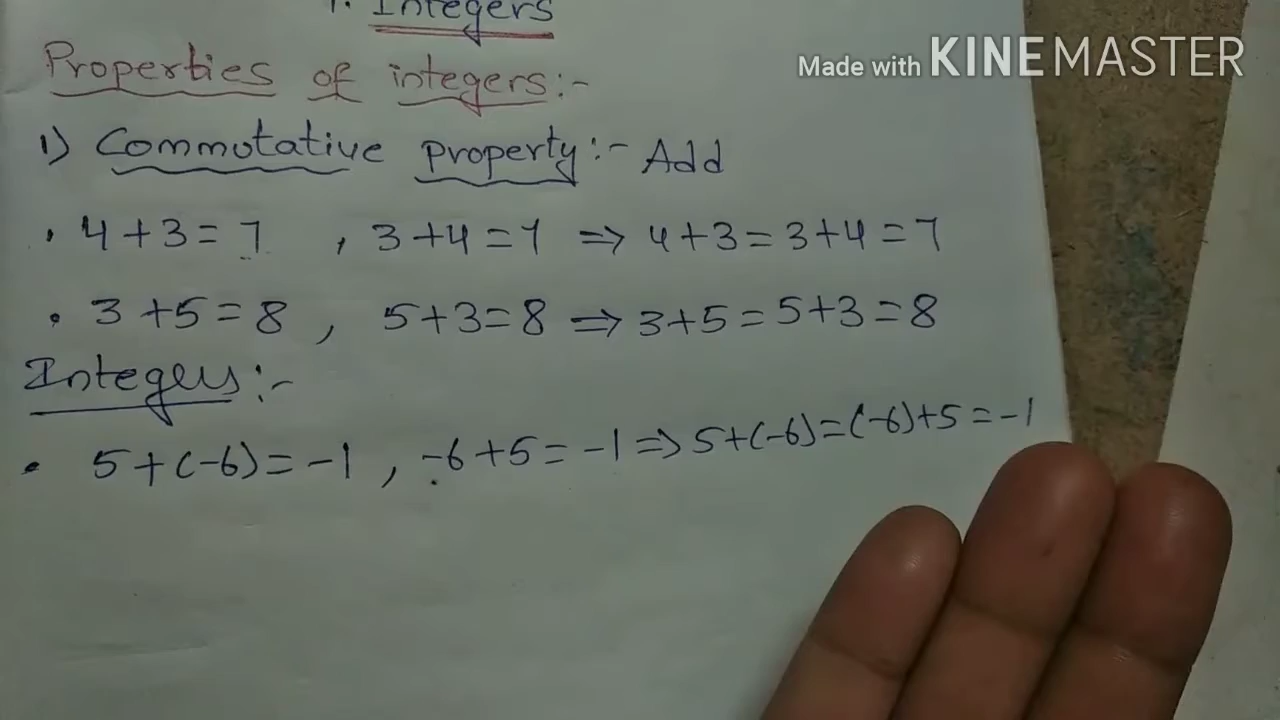 1. Integers
Made with KINEMASTER
Properties of integers:-
1) Commutative property:- Add
. 4+3=7 , 3+4=7 ⇒ 4+3=3+4=7
. 3+5=8 , 5+3=8 ⇒ 3+5=5+3=8
Integers:-
. 5+(-6)=-1 , -6+5=-1 ⇒ 5+(-6)=(-6)+5=-1